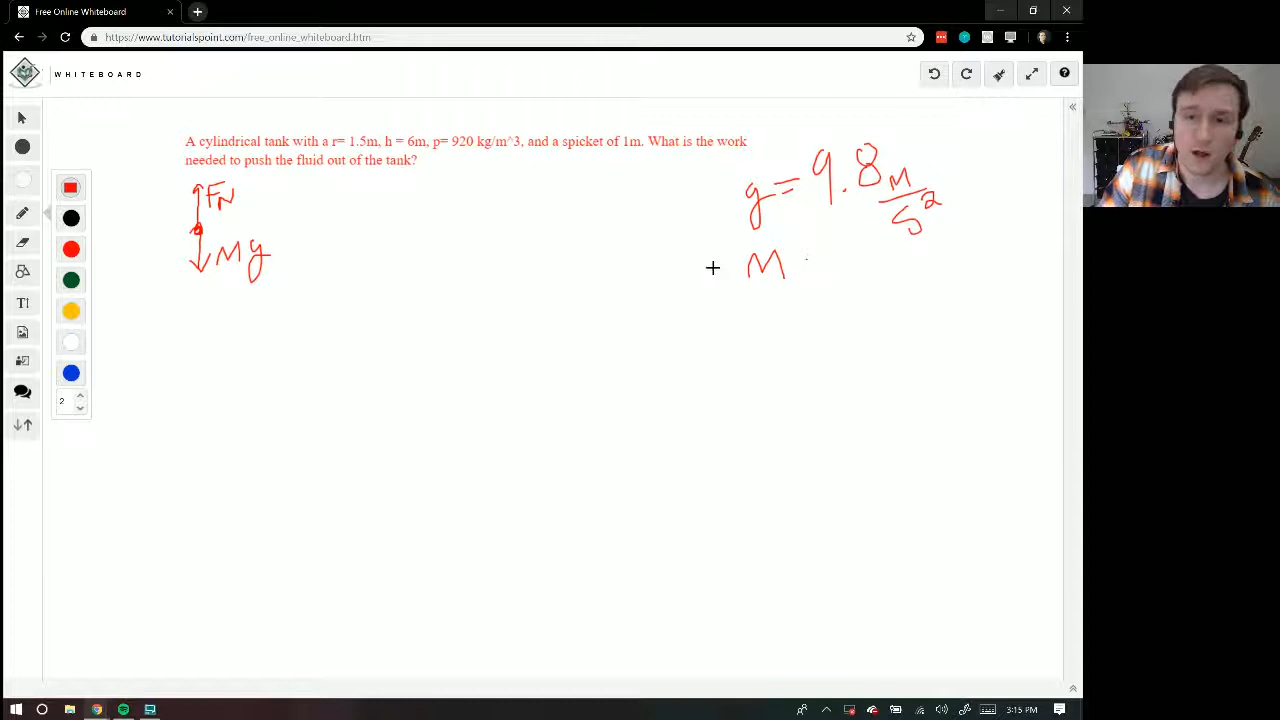 Free Online Whiteboard
https://www.tutorialspoint.com/free_online_whiteboard.htm
WHITEBOARD
A cylindrical tank with a r= 1.5m, h = 6m, p= 920 kg/m^3, and a spicket of 1m. What is the work
needed to push the fluid out of the tank?
FN
Mg
g = 9.8 M/S²
M
T
2
3:15 PM